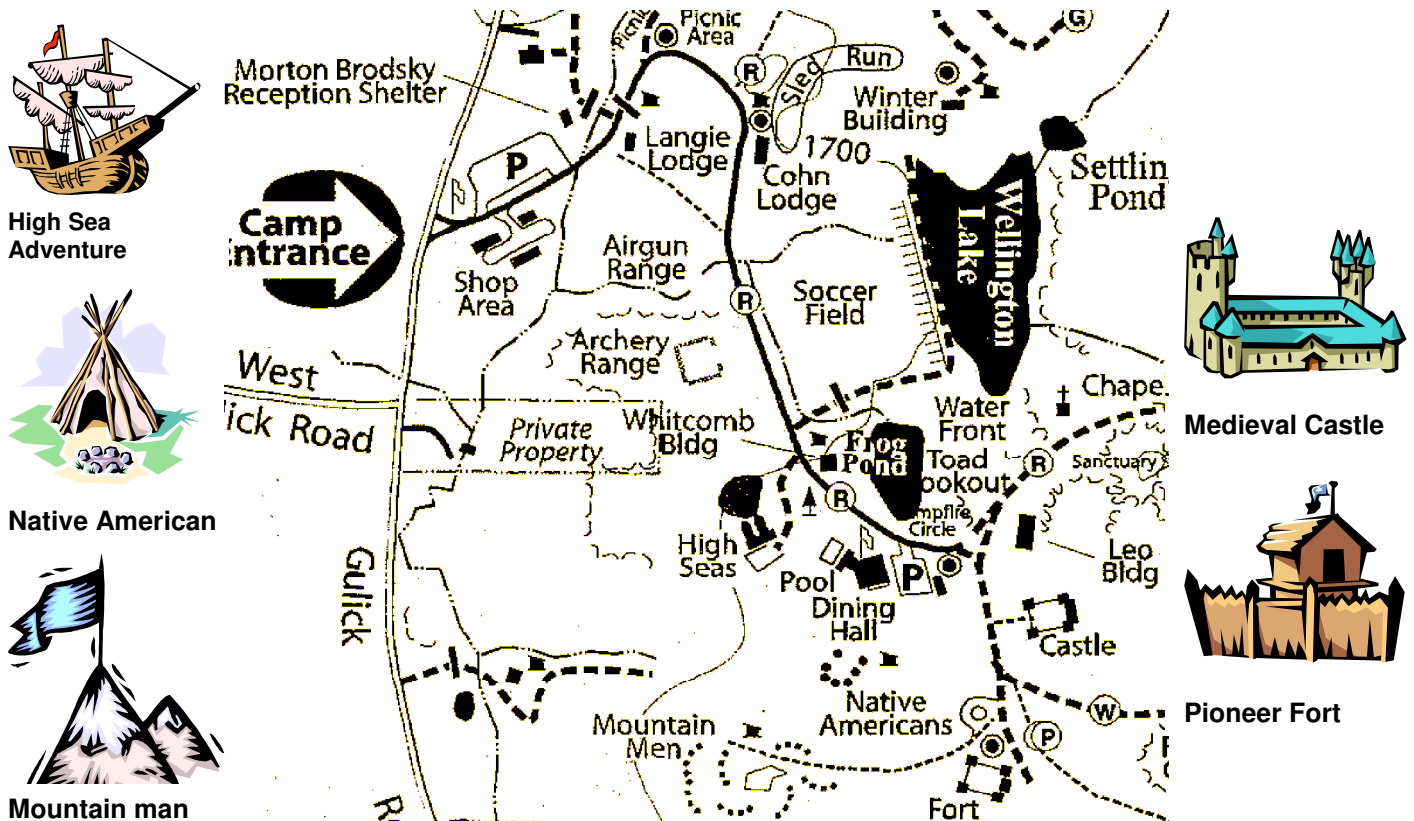 High Sea
Adventure
Native American
Mountain man
Picnic
Picnic
Area
G
Morton Brodsky
Reception Shelter
R
Sled
Run
Winter
Building
Langie
Lodge
1700
Cohn
Lodge
P
Settlin
Pond
Camp
ntrance
Wellington
Lake
Shop
Area
Airgun
Range
R
Soccer
Field
Archery
Range
West
ick Road
Private
Property
Whitcomb
Bldg
Frog
Pond
Water
Front
Chape
Toad
ookout
R
Sanctuary
R
mpfire
Circle
High
Seas
Pool
Dining
Hall
P
Leo
Bldg
Gulick
Castle
Native
Americans
W
P
Mountain
Men
Fort
R
Medieval Castle
Pioneer Fort